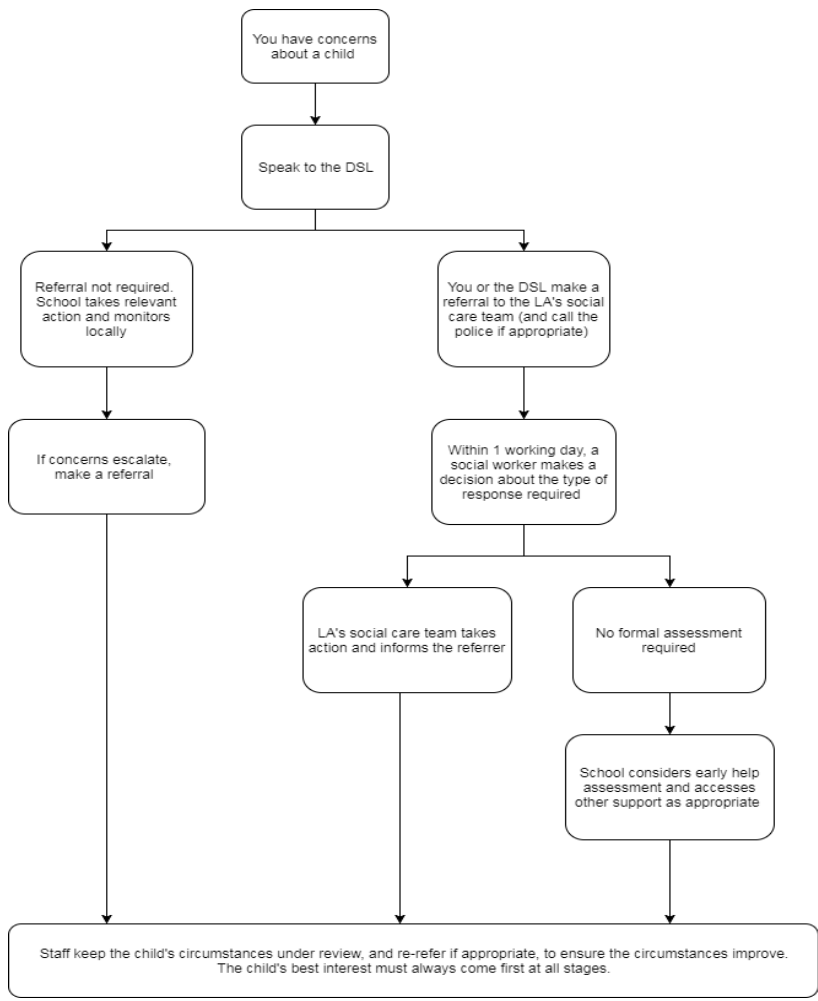 You have concerns
about a child
Speak to the DSL
Referral not required.
School takes relevant
action and monitors
locally
You or the DSL make a
referral to the LA's social
care team (and call the
police if appropriate)
If concerns escalate,
make a referral
Within 1 working day, a
social worker makes a
decision about the type of
response required
LA's social care team takes
action and informs the referrer
No formal assessment
required
School considers early help
assessment and accesses
other support as appropriate
Staff keep the child's circumstances under review, and re-refer if appropriate, to ensure the circumstances improve.
The child's best interest must always come first at all stages.